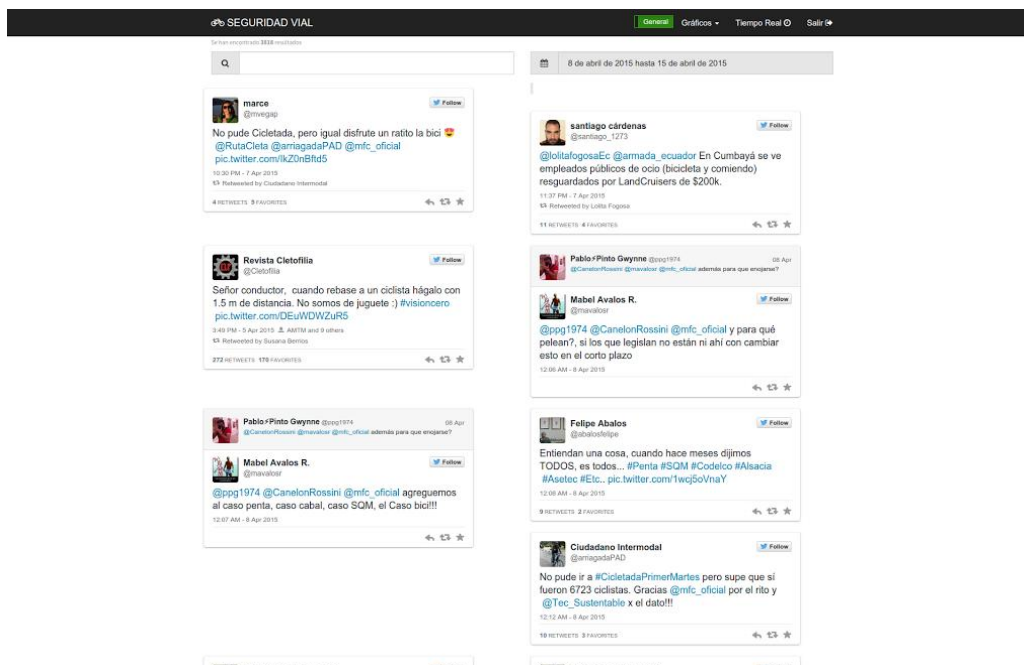 SEGURIDAD VIAL
General Gráficos Tiempo Real Salir
Se han encontrado 1616 resultados
8 de abril de 2015 hasta 15 de abril de 2015
marce
Follow
@mvegap
No pude Cicletada, pero igual disfrute un ratito la bici
@RutaCleta @arriagadaPAD @mfc_oficial
pic.twitter.com/lkZ0nBftd5
10:30 PM - 7 Apr 2015
Retweeted by Ciudadano Intermodal
4 RETWEETS 5 FAVORITES
santiago cárdenas
Follow
@santiago_1273
@lolitafogosaEc @armada_ecuador En Cumbayá se ve
empleados públicos de ocio (bicicleta y comiendo)
resguardados por LandCruisers de $200k.
11:37 PM - 7 Apr 2015
Retweeted by Lolita Fogosa
11 RETWEETS 4 FAVORITES
Revista Cletofilia
Follow
@Cletofilia
Señor conductor, cuando rebase a un ciclista hágalo con
1.5 m de distancia. No somos de juguete :) #visioncero
pic.twitter.com/DEuWDWZuR5
3:49 PM - 5 Apr 2015 AMTM and 9 others
Retweeted by Susana Berrios
272 RETWEETS 170 FAVORITES
Pablo⚡Pinto Gwynne @ppg1974 08 Apr
@CanelonRossini @mavalosr @mfc_oficial además para que enojarse?
Mabel Avalos R.
Follow
@mavalosr
@ppg1974 @CanelonRossini @mfc_oficial y para qué
pelean?, si los que legislan no están ni ahí con cambiar
esto en el corto plazo
12:06 AM - 8 Apr 2015
Pablo⚡Pinto Gwynne @ppg1974 08 Apr
@CanelonRossini @mavalosr @mfc_oficial además para que enojarse?
Mabel Avalos R.
Follow
@mavalosr
@ppg1974 @CanelonRossini @mfc_oficial agreguemos
al caso penta, caso cabal, caso SQM, el Caso bici!!!
12:07 AM - 8 Apr 2015
Felipe Abalos
Follow
@abalosfelipe
Entiendan una cosa, cuando hace meses dijimos
TODOS, es todos... #Penta #SQM #Codelco #Alsacia
#Asetec #Etc.. pic.twitter.com/1wcj5oVnaY
12:08 AM - 8 Apr 2015
9 RETWEETS 2 FAVORITES
Ciudadano Intermodal
Follow
@arriagadaPAD
No pude ir a #CicletadaPrimerMartes pero supe que sí
fueron 6723 ciclistas. Gracias @mfc_oficial por el rito y
@Tec_Sustentable x el dato!!!
12:12 AM - 8 Apr 2015
10 RETWEETS 3 FAVORITES